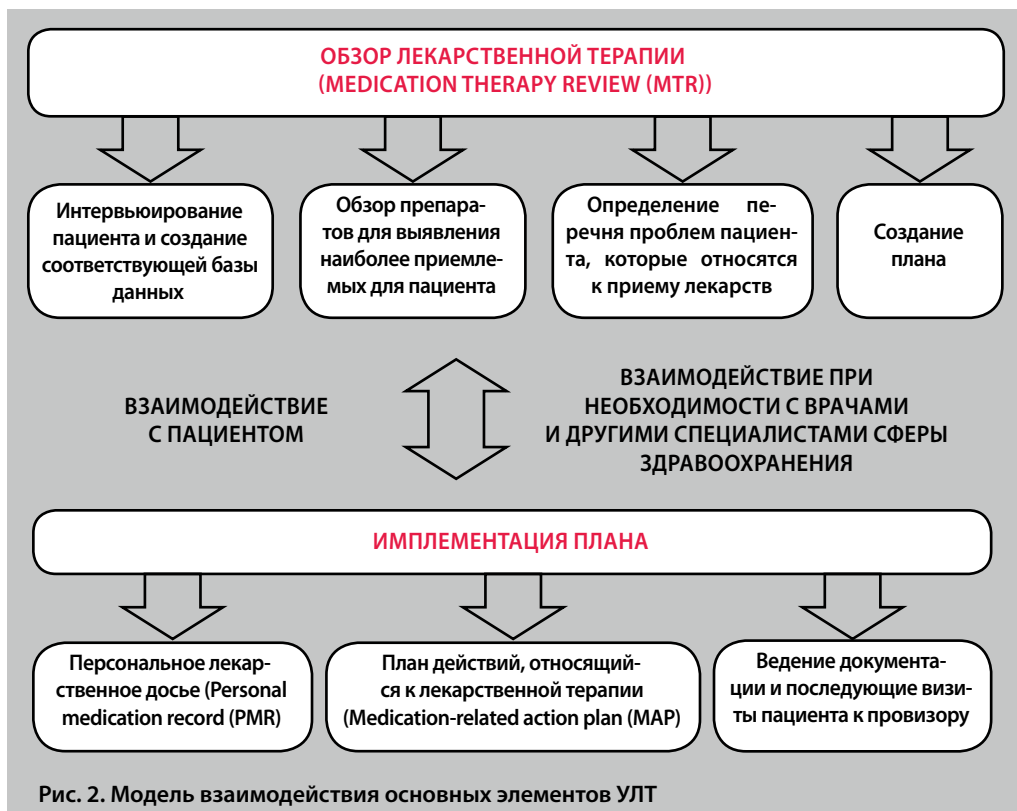 ОБЗОР ЛЕКАРСТВЕННОЙ ТЕРАПИИ
(MEDICATION THERAPY REVIEW (MTR))
Интервьюирование
пациента и создание
соответствующей базы
данных
Обзор препара-
тов для выявления
наиболее приемле-
мых для пациента
Определение пе-
речня проблем пациен-
та, которые относятся
к приему лекарств
Создание
плана
ВЗАИМОДЕЙСТВИЕ
С ПАЦИЕНТОМ
ВЗАИМОДЕЙСТВИЕ ПРИ
НЕОБХОДИМОСТИ С ВРАЧАМИ
И ДРУГИМИ СПЕЦИАЛИСТАМИ СФЕРЫ
ЗДРАВООХРАНЕНИЯ
ИМПЛЕМЕНТАЦИЯ ПЛАНА
Персональное лекар-
ственное досье (Personal
medication record (PMR)
План действий, относящий-
ся к лекарственной терапии
(Medication-related action plan (MAP)
Ведение документа-
ции и последующие визи-
ты пациента к провизору
Рис. 2. Модель взаимодействия основных элементов УЛТ